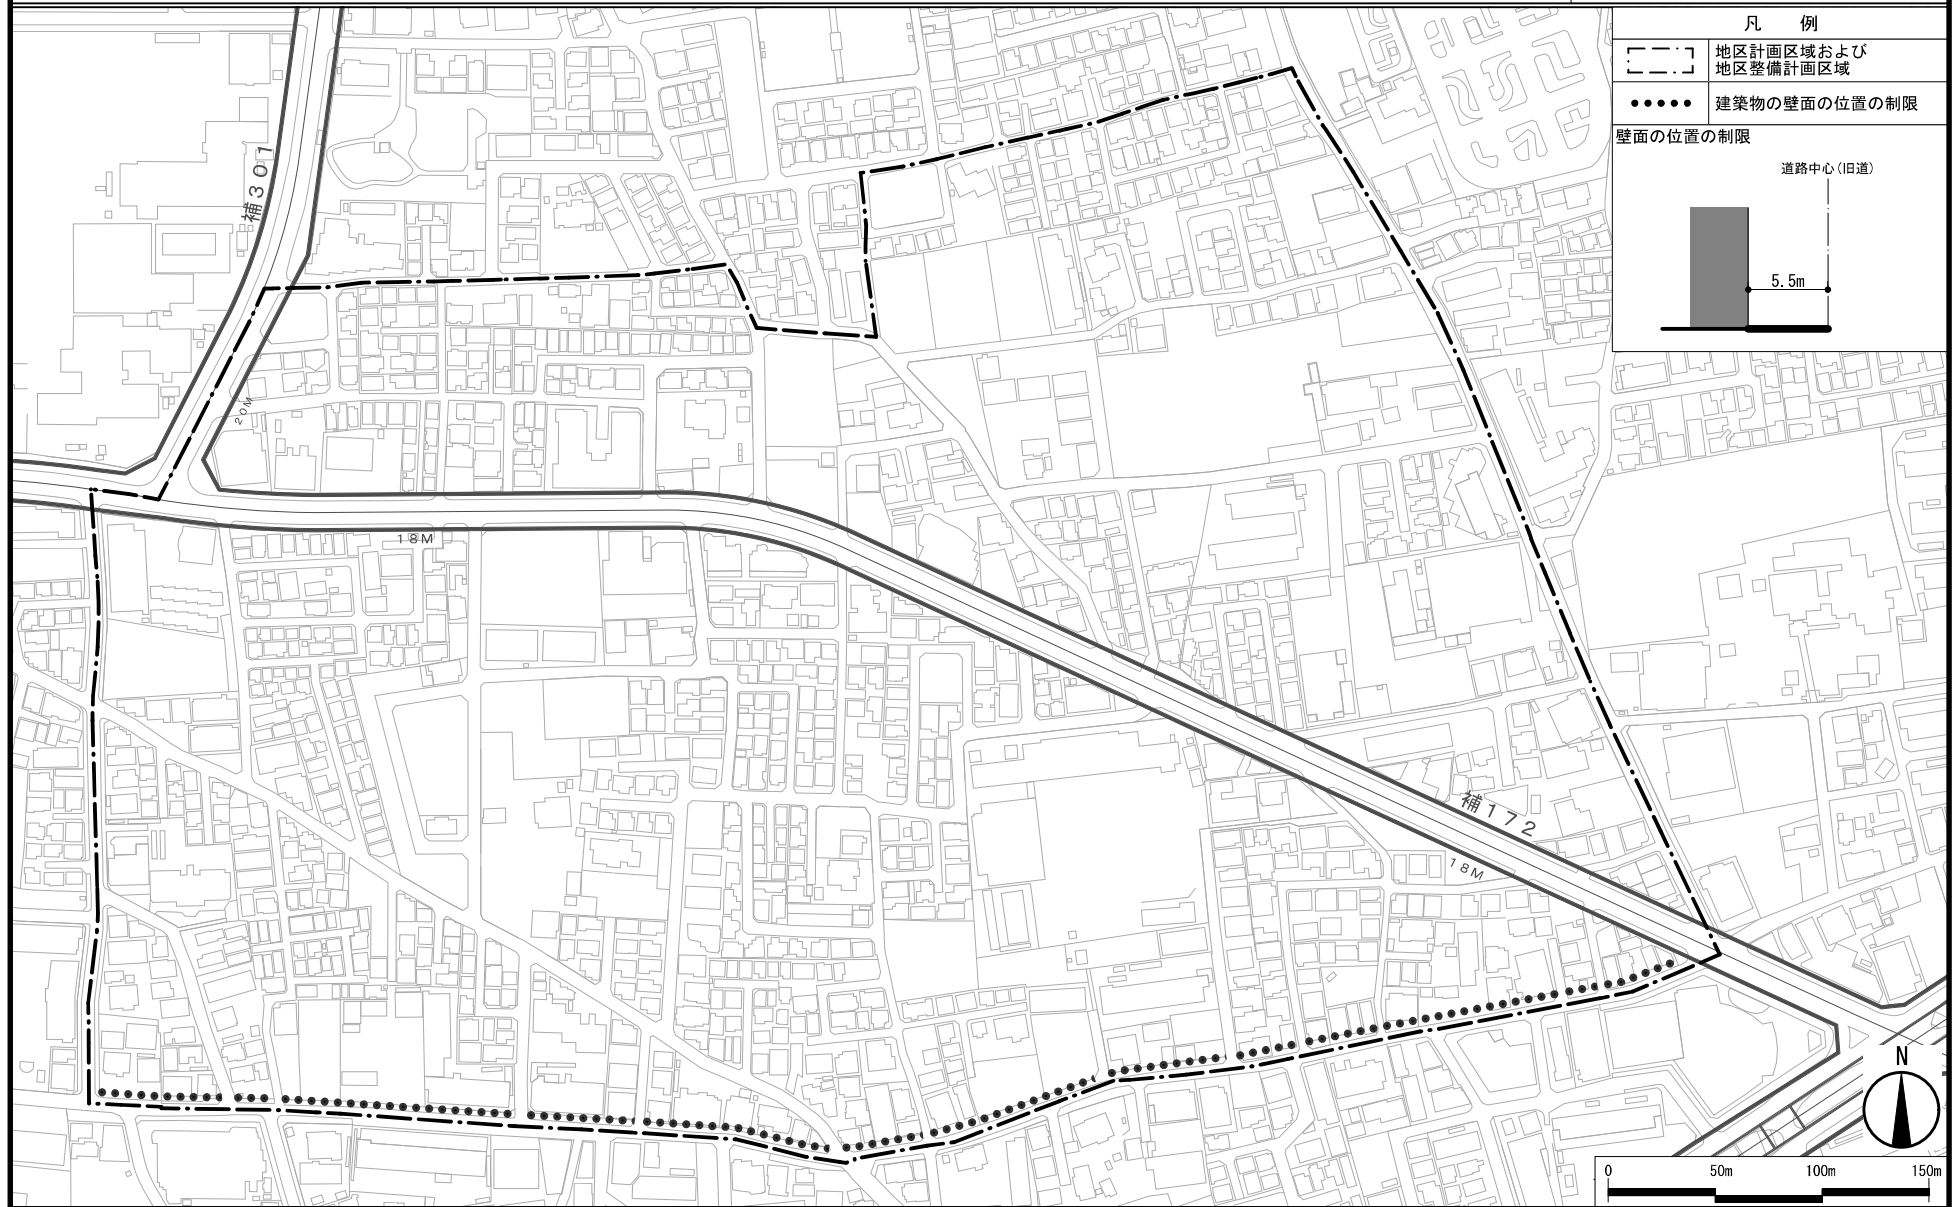 凡　例
地区計画区域および
地区整備計画区域
建築物の壁面の位置の制限
壁面の位置の制限
道路中心(旧道)
5.5m
補301
20M
18M
補172
18M
N
0 50m 100m 150m